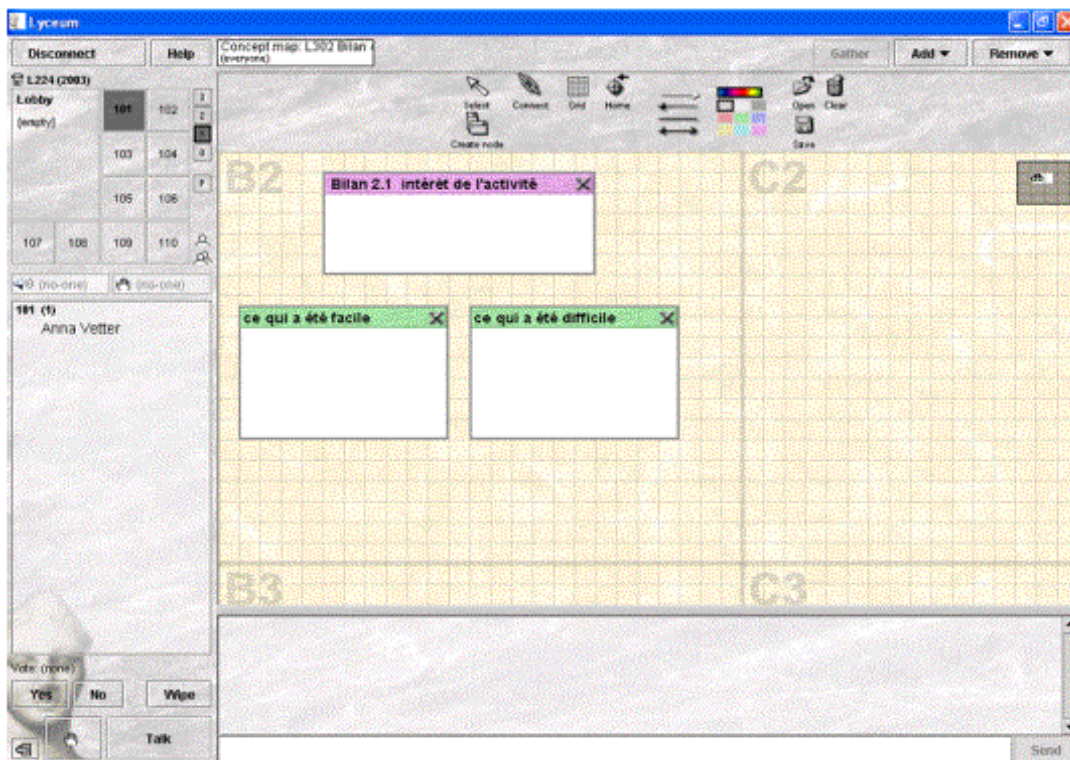 Lyceum
Disconnect Help
Concept map: L302 Bilan
(everyone)
Gather Add Remove
L224 (2003)
Lobby
(empty)
101 102
103 104
105 106
107 108 109 110
1
2
P
Select Connect Grid Home
Create node
Open Clear
Save
B2 C2
Bilan 2.1 intérêt de l'activité
ce qui a été facile
ce qui a été difficile
B3 C3
(no-one) (no-one)
101 (1)
Anna Vetter
Vote: (none)
Yes No Wipe
Talk
Send